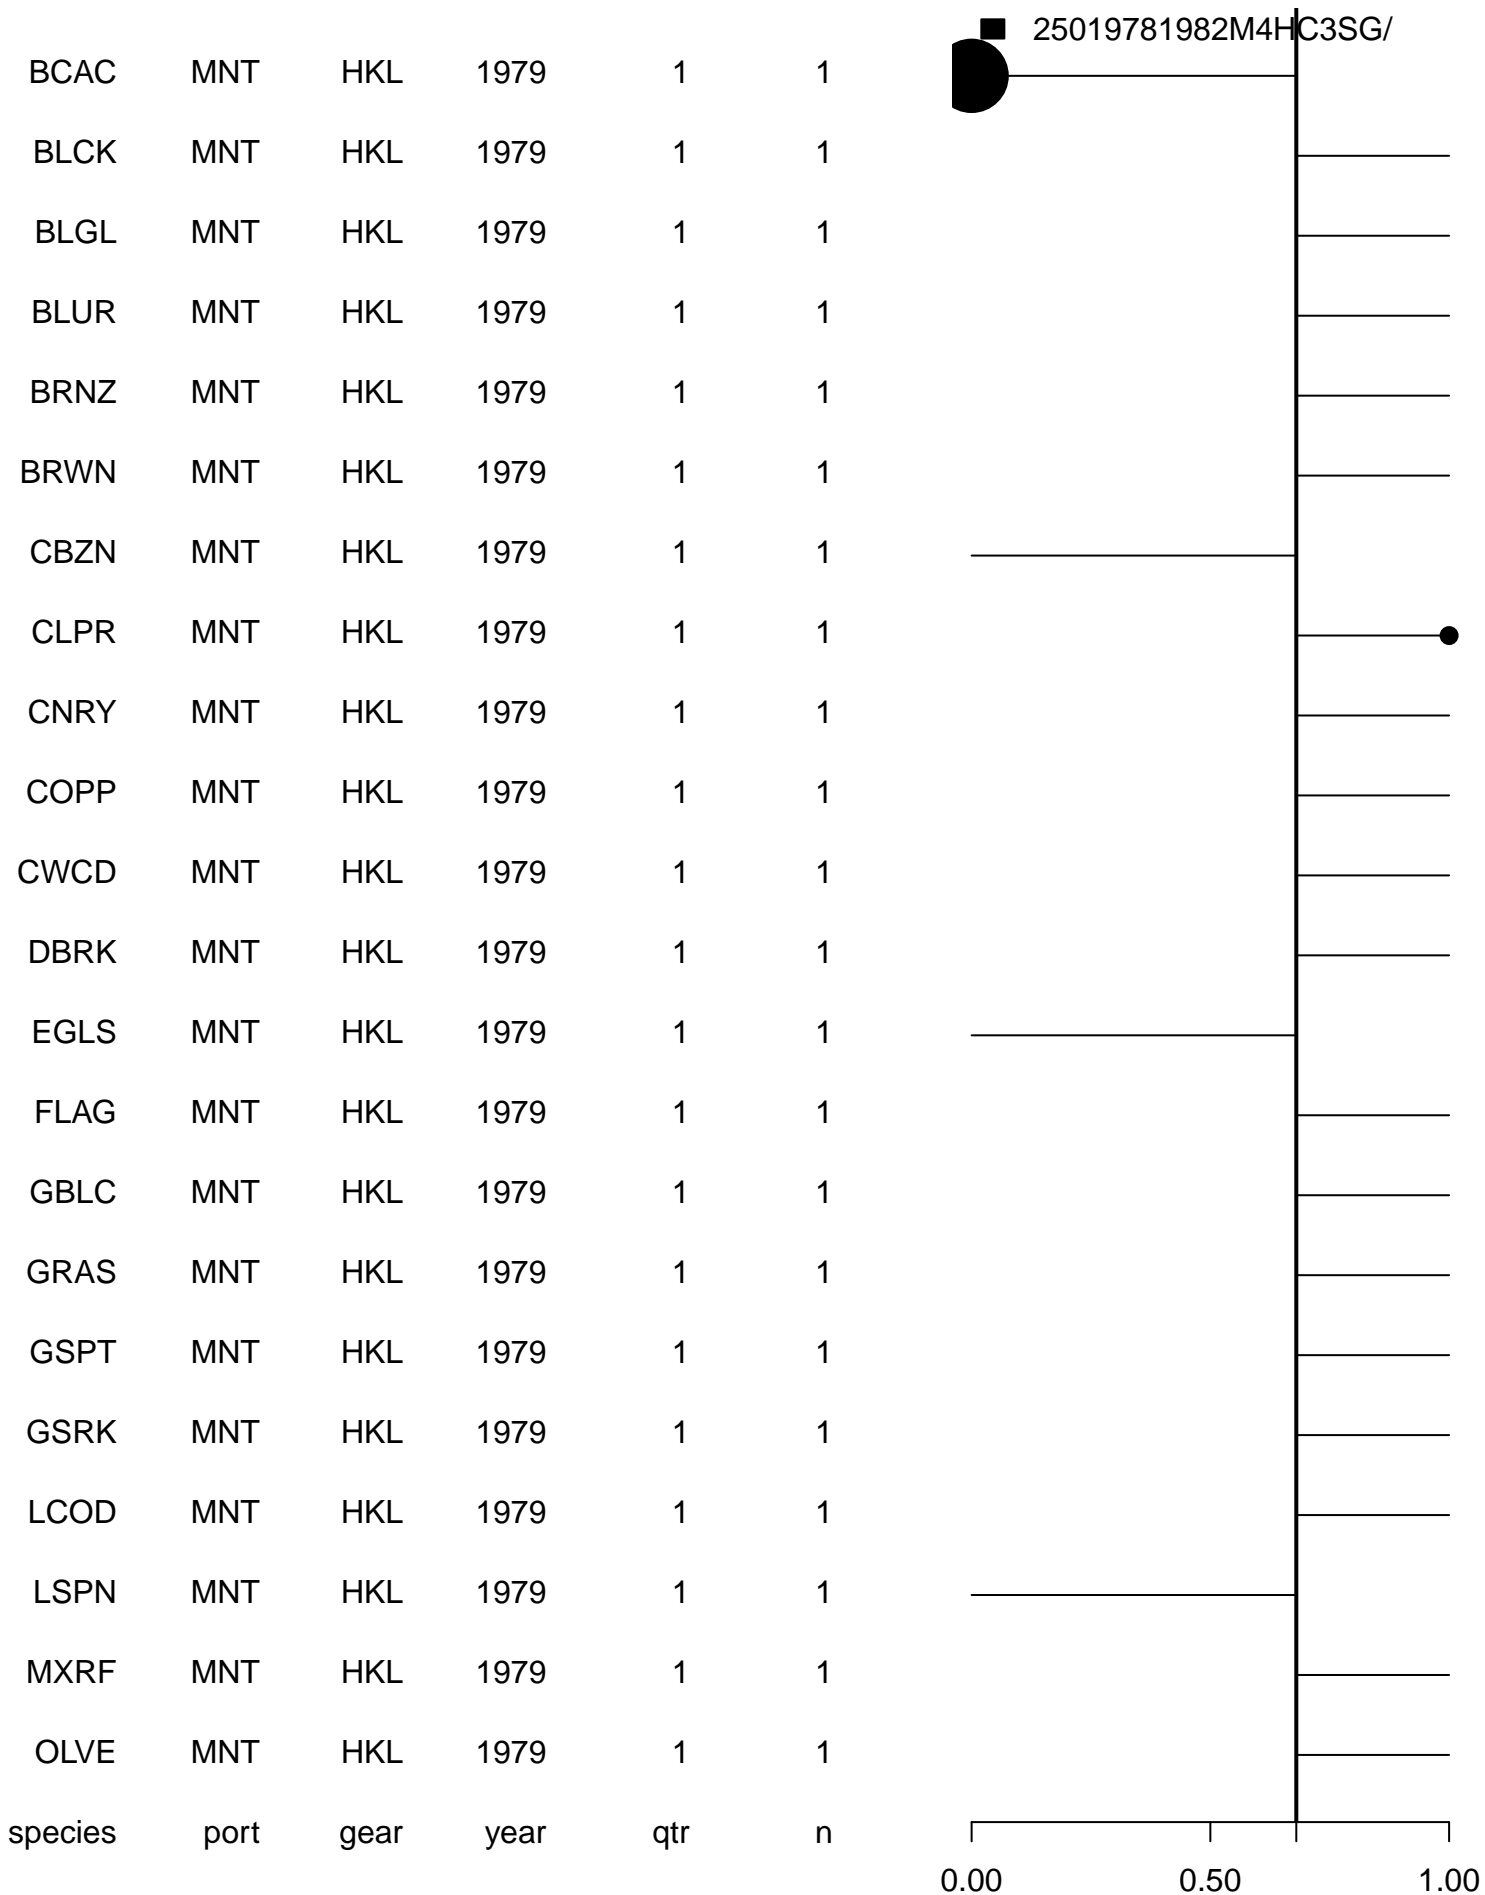 25019781982M4HC3SG/
BCAC MNT HKL 1979 1 1
BLCK MNT HKL 1979 1 1
BLGL MNT HKL 1979 1 1
BLUR MNT HKL 1979 1 1
BRNZ MNT HKL 1979 1 1
BRWN MNT HKL 1979 1 1
CBZN MNT HKL 1979 1 1
CLPR MNT HKL 1979 1 1
CNRY MNT HKL 1979 1 1
COPP MNT HKL 1979 1 1
CWCD MNT HKL 1979 1 1
DBRK MNT HKL 1979 1 1
EGLS MNT HKL 1979 1 1
FLAG MNT HKL 1979 1 1
GBLC MNT HKL 1979 1 1
GRAS MNT HKL 1979 1 1
GSPT MNT HKL 1979 1 1
GSRK MNT HKL 1979 1 1
LCOD MNT HKL 1979 1 1
LSPN MNT HKL 1979 1 1
MXRF MNT HKL 1979 1 1
OLVE MNT HKL 1979 1 1
species port gear year qtr n
0.00 0.50 1.00